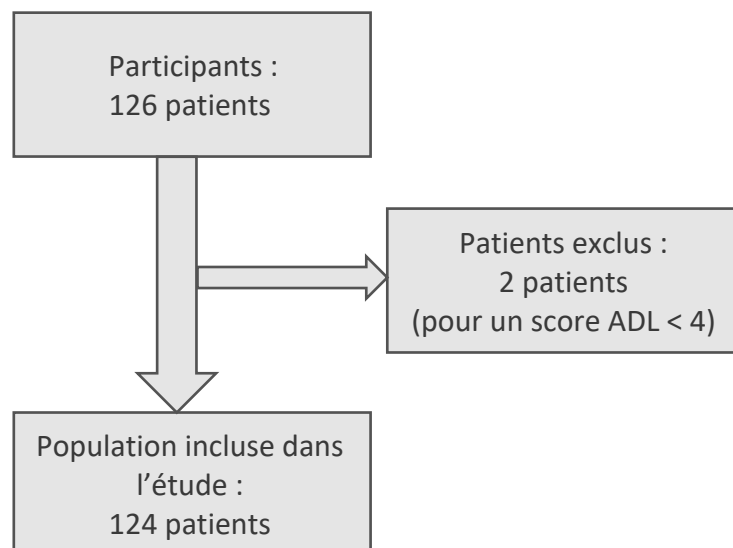 Participants :
126 patients
Patients exclus :
2 patients
(pour un score ADL < 4)
Population incluse dans
l’étude :
124 patients